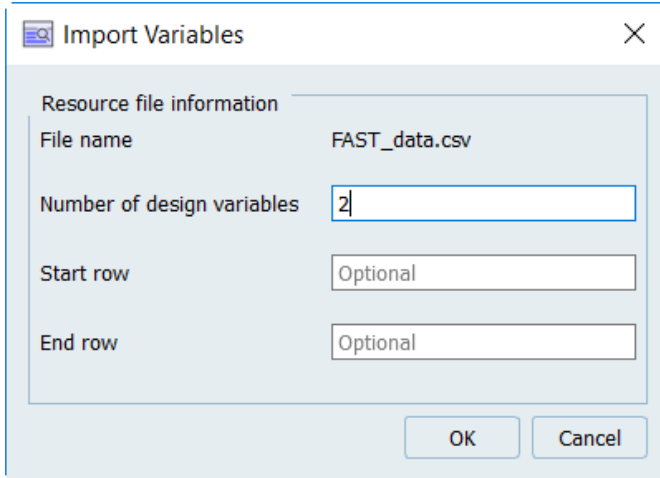 Import Variables
Resource file information
File name FAST_data.csv
Number of design variables 2
Start row Optional
End row Optional
OK Cancel